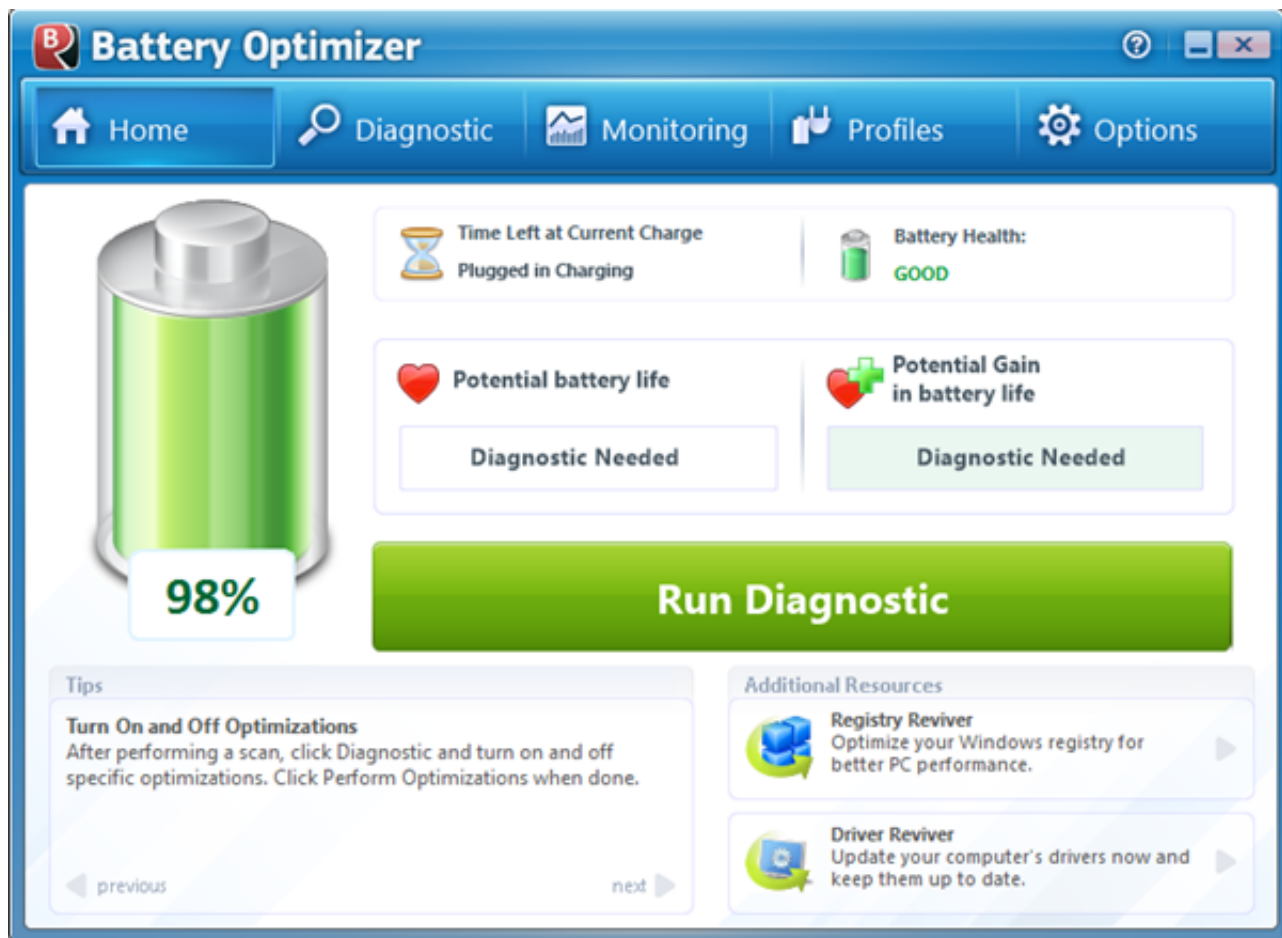 Battery Optimizer
Home
Diagnostic
Monitoring
Profiles
Options
Time Left at Current Charge
Plugged in Charging
Battery Health:
GOOD
Potential battery life
Diagnostic Needed
Potential Gain
in battery life
Diagnostic Needed
98%
Run Diagnostic
Tips
Turn On and Off Optimizations
After performing a scan, click Diagnostic and turn on and off
specific optimizations. Click Perform Optimizations when done.
previous
next
Additional Resources
Registry Reviver
Optimize your Windows registry for
better PC performance.
Driver Reviver
Update your computer's drivers now and
keep them up to date.